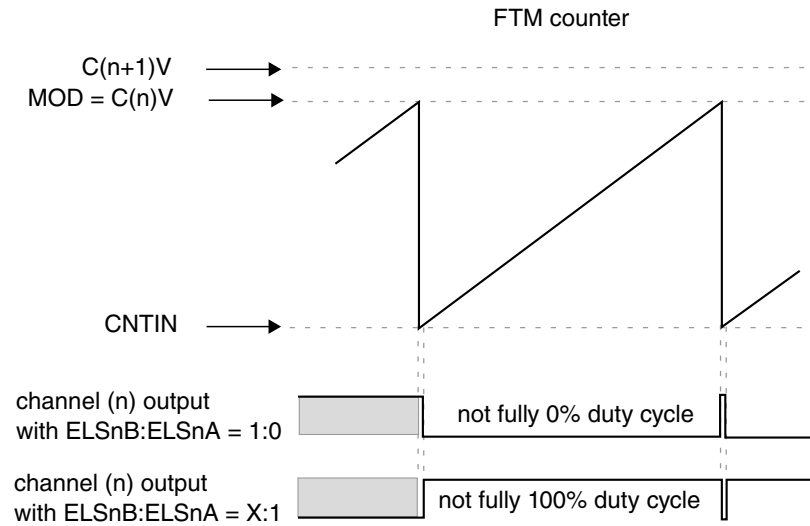 FTM counter
C(n+1)V
MOD = C(n)V
CNTIN
channel (n) output
with ELSnB:ELSnA = 1:0
not fully 0% duty cycle
channel (n) output
with ELSnB:ELSnA = X:1
not fully 100% duty cycle